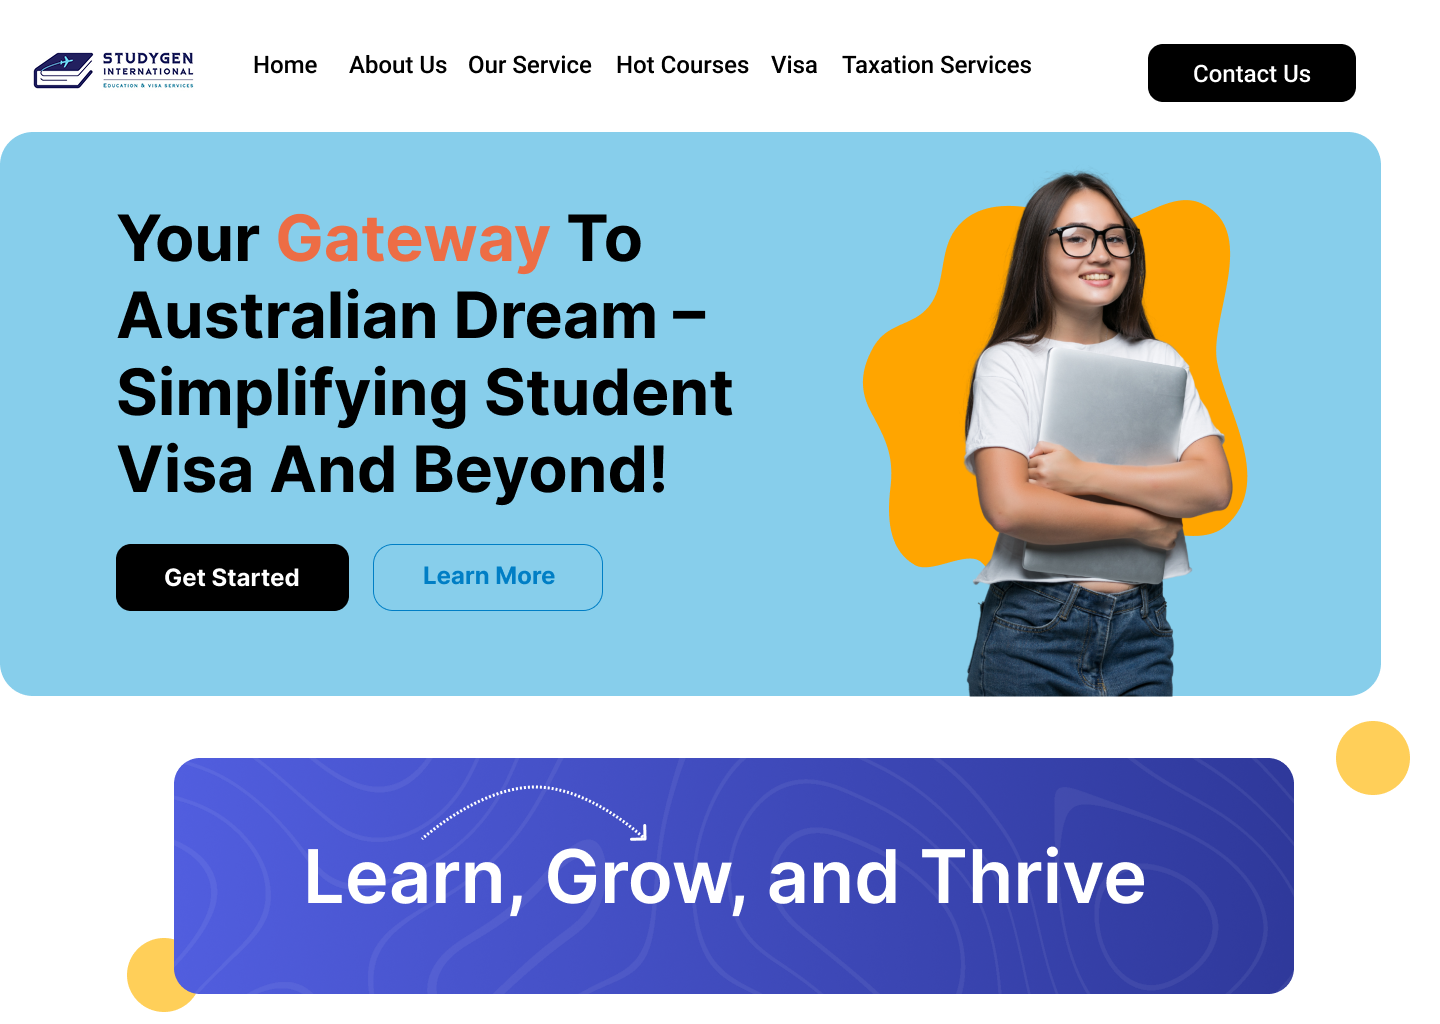 STUDYGEN
INTERNATIONAL
EDUCATION & VISA SERVICES
Home About Us Our Service Hot Courses Visa Taxation Services
Contact Us
Your Gateway To
Australian Dream –
Simplifying Student
Visa And Beyond!
Get Started
Learn More
Learn, Grow, and Thrive